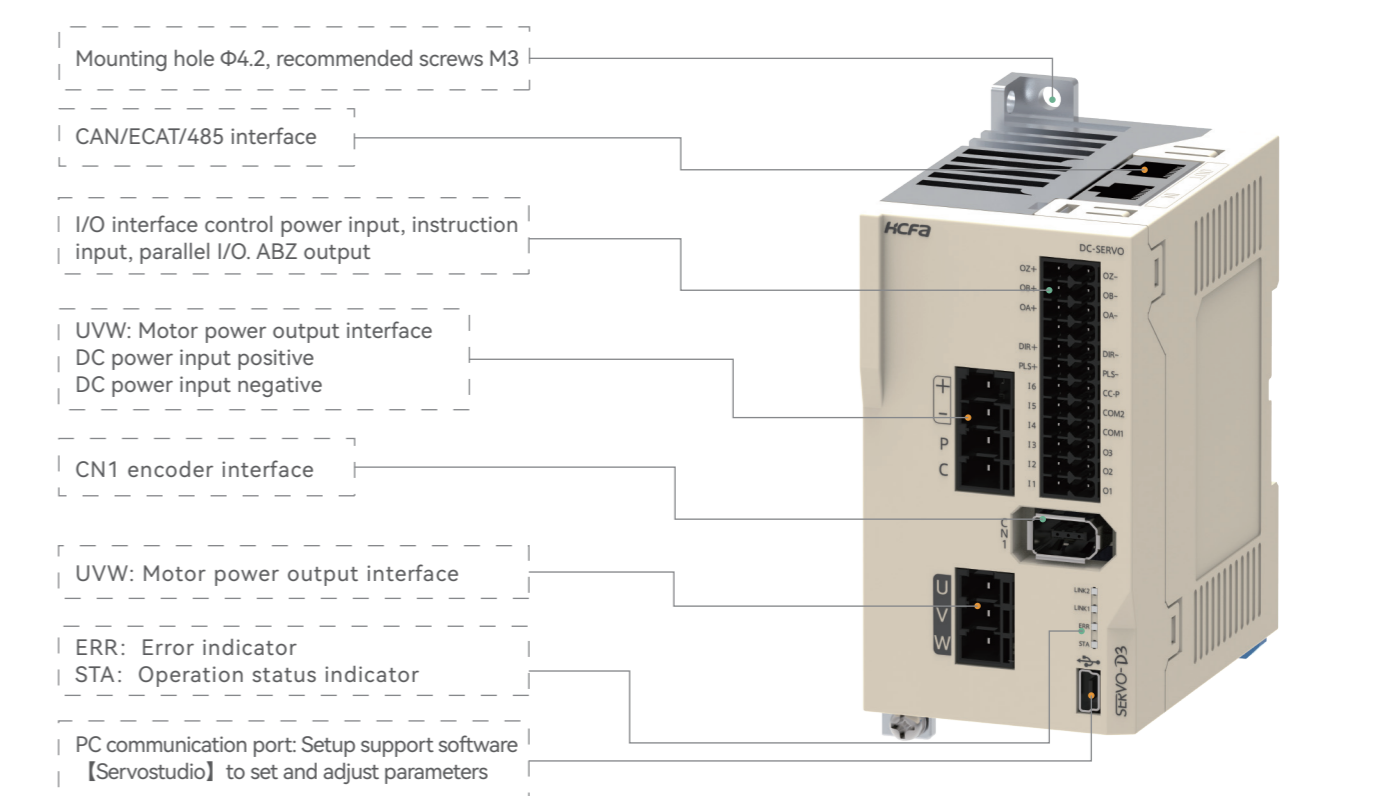 Mounting hole Φ4.2, recommended screws M3
CAN/ECAT/485 interface
I/O interface control power input, instruction
input, parallel I/O. ABZ output
UVW: Motor power output interface
DC power input positive
DC power input negative
CN1 encoder interface
UVW: Motor power output interface
ERR: Error indicator
STA: Operation status indicator
PC communication port: Setup support software
【Servostudio】to set and adjust parameters
HCFa
DC-SERVO
OZ+ OZ-
OB+ OB-
OA+ OA-
DIR+ DIR-
PLS+ PLS-
I6 CC-P
I5 COM2
I4 COM1
I3 O3
I2 O2
I1 O1
+
-
P
C
CN1
U
V
W
LINK2
LINK1
ERR
STA
SERVO-D3